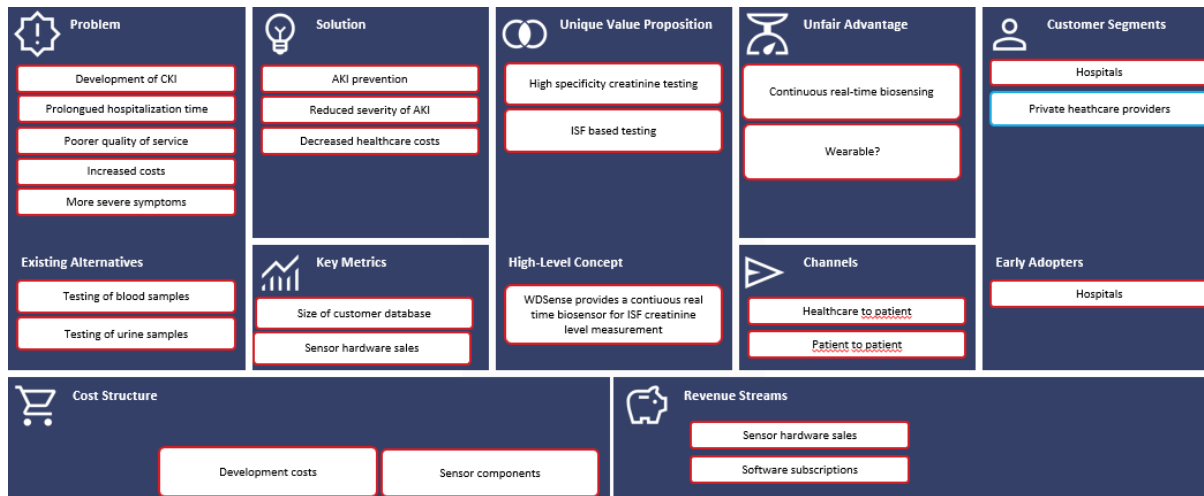 Problem
Development of CKI
Prolongued hospitalization time
Poorer quality of service
Increased costs
More severe symptoms
Existing Alternatives
Testing of blood samples
Testing of urine samples
Solution
AKI prevention
Reduced severity of AKI
Decreased healthcare costs
Key Metrics
Size of customer database
Sensor hardware sales
Unique Value Proposition
High specificity creatinine testing
ISF based testing
High-Level Concept
WDSense provides a contiuous real
time biosensor for ISF creatinine
level measurement
Unfair Advantage
Continuous real-time biosensing
Wearable?
Channels
Healthcare to patient
Patient to patient
Customer Segments
Hospitals
Private heathcare providers
Early Adopters
Hospitals
Cost Structure
Development costs
Sensor components
Revenue Streams
Sensor hardware sales
Software subscriptions